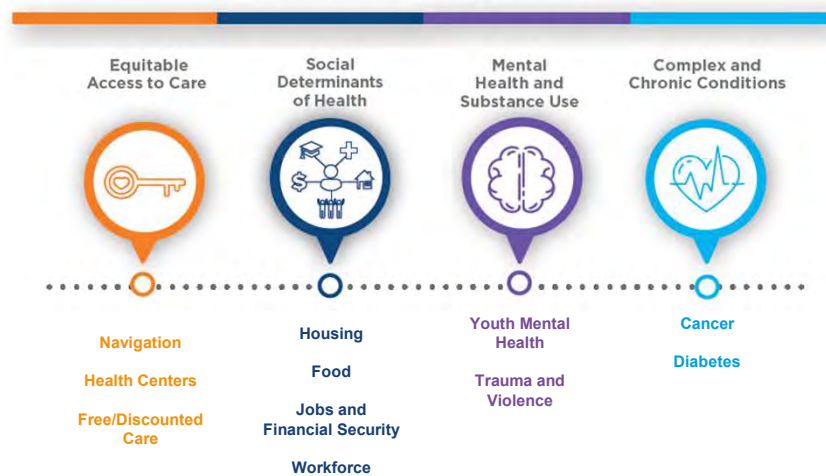 Equitable
Access to Care
Social
Determinants
of Health
Mental
Health and
Substance Use
Complex and
Chronic Conditions
$
Navigation
Health Centers
Free/Discounted
Care
Housing
Food
Jobs and
Financial Security
Workforce
Youth Mental
Health
Trauma and
Violence
Cancer
Diabetes